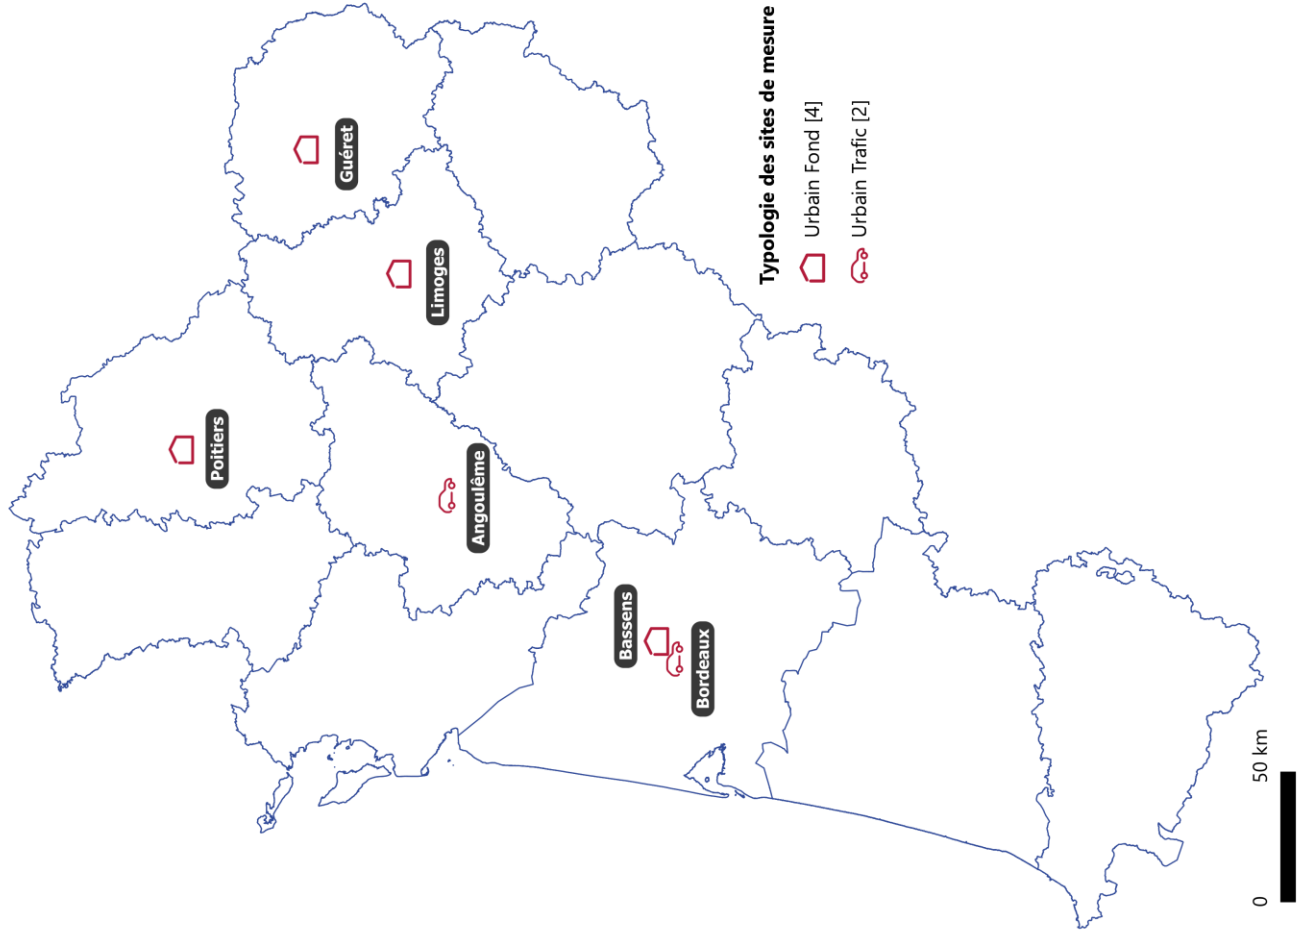 Guéret
Limoges
Poitiers
Angoulême
Bassens
Bordeaux
Typologie des sites de mesure
Urbain Fond [4]
Urbain Trafic [2]
0 50 km